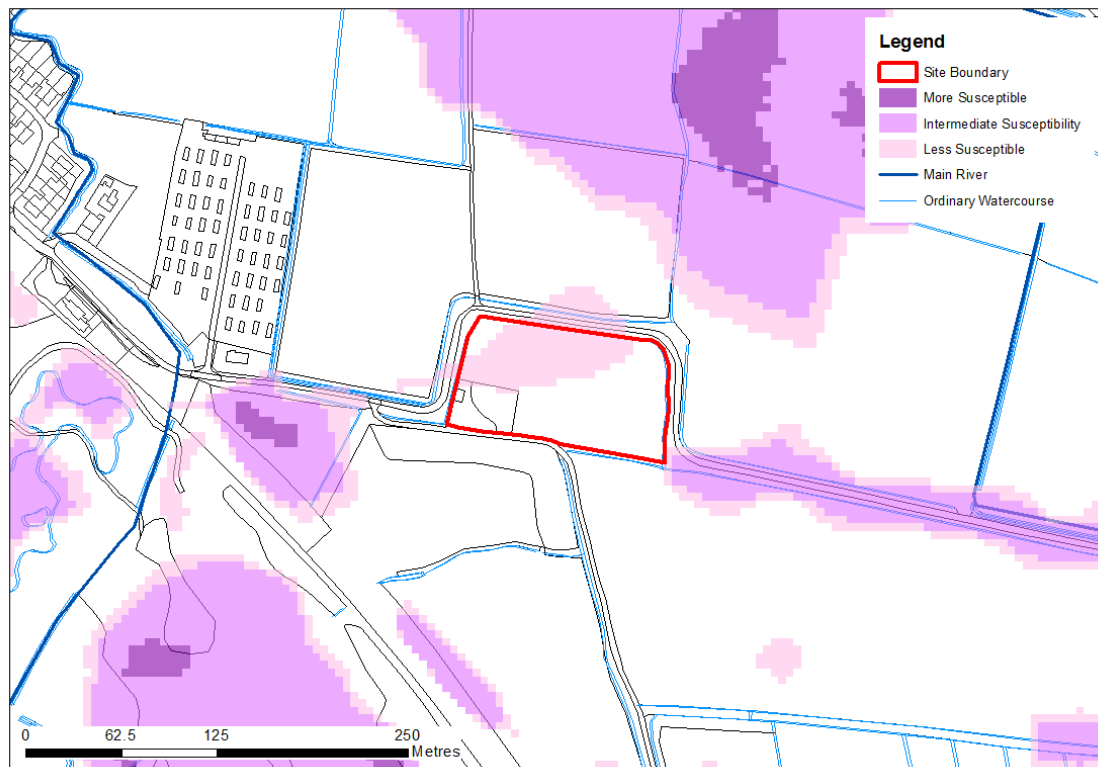 Legend
Site Boundary
More Susceptible
Intermediate Susceptibility
Less Susceptible
Main River
Ordinary Watercourse
0 62.5 125 250
Metres